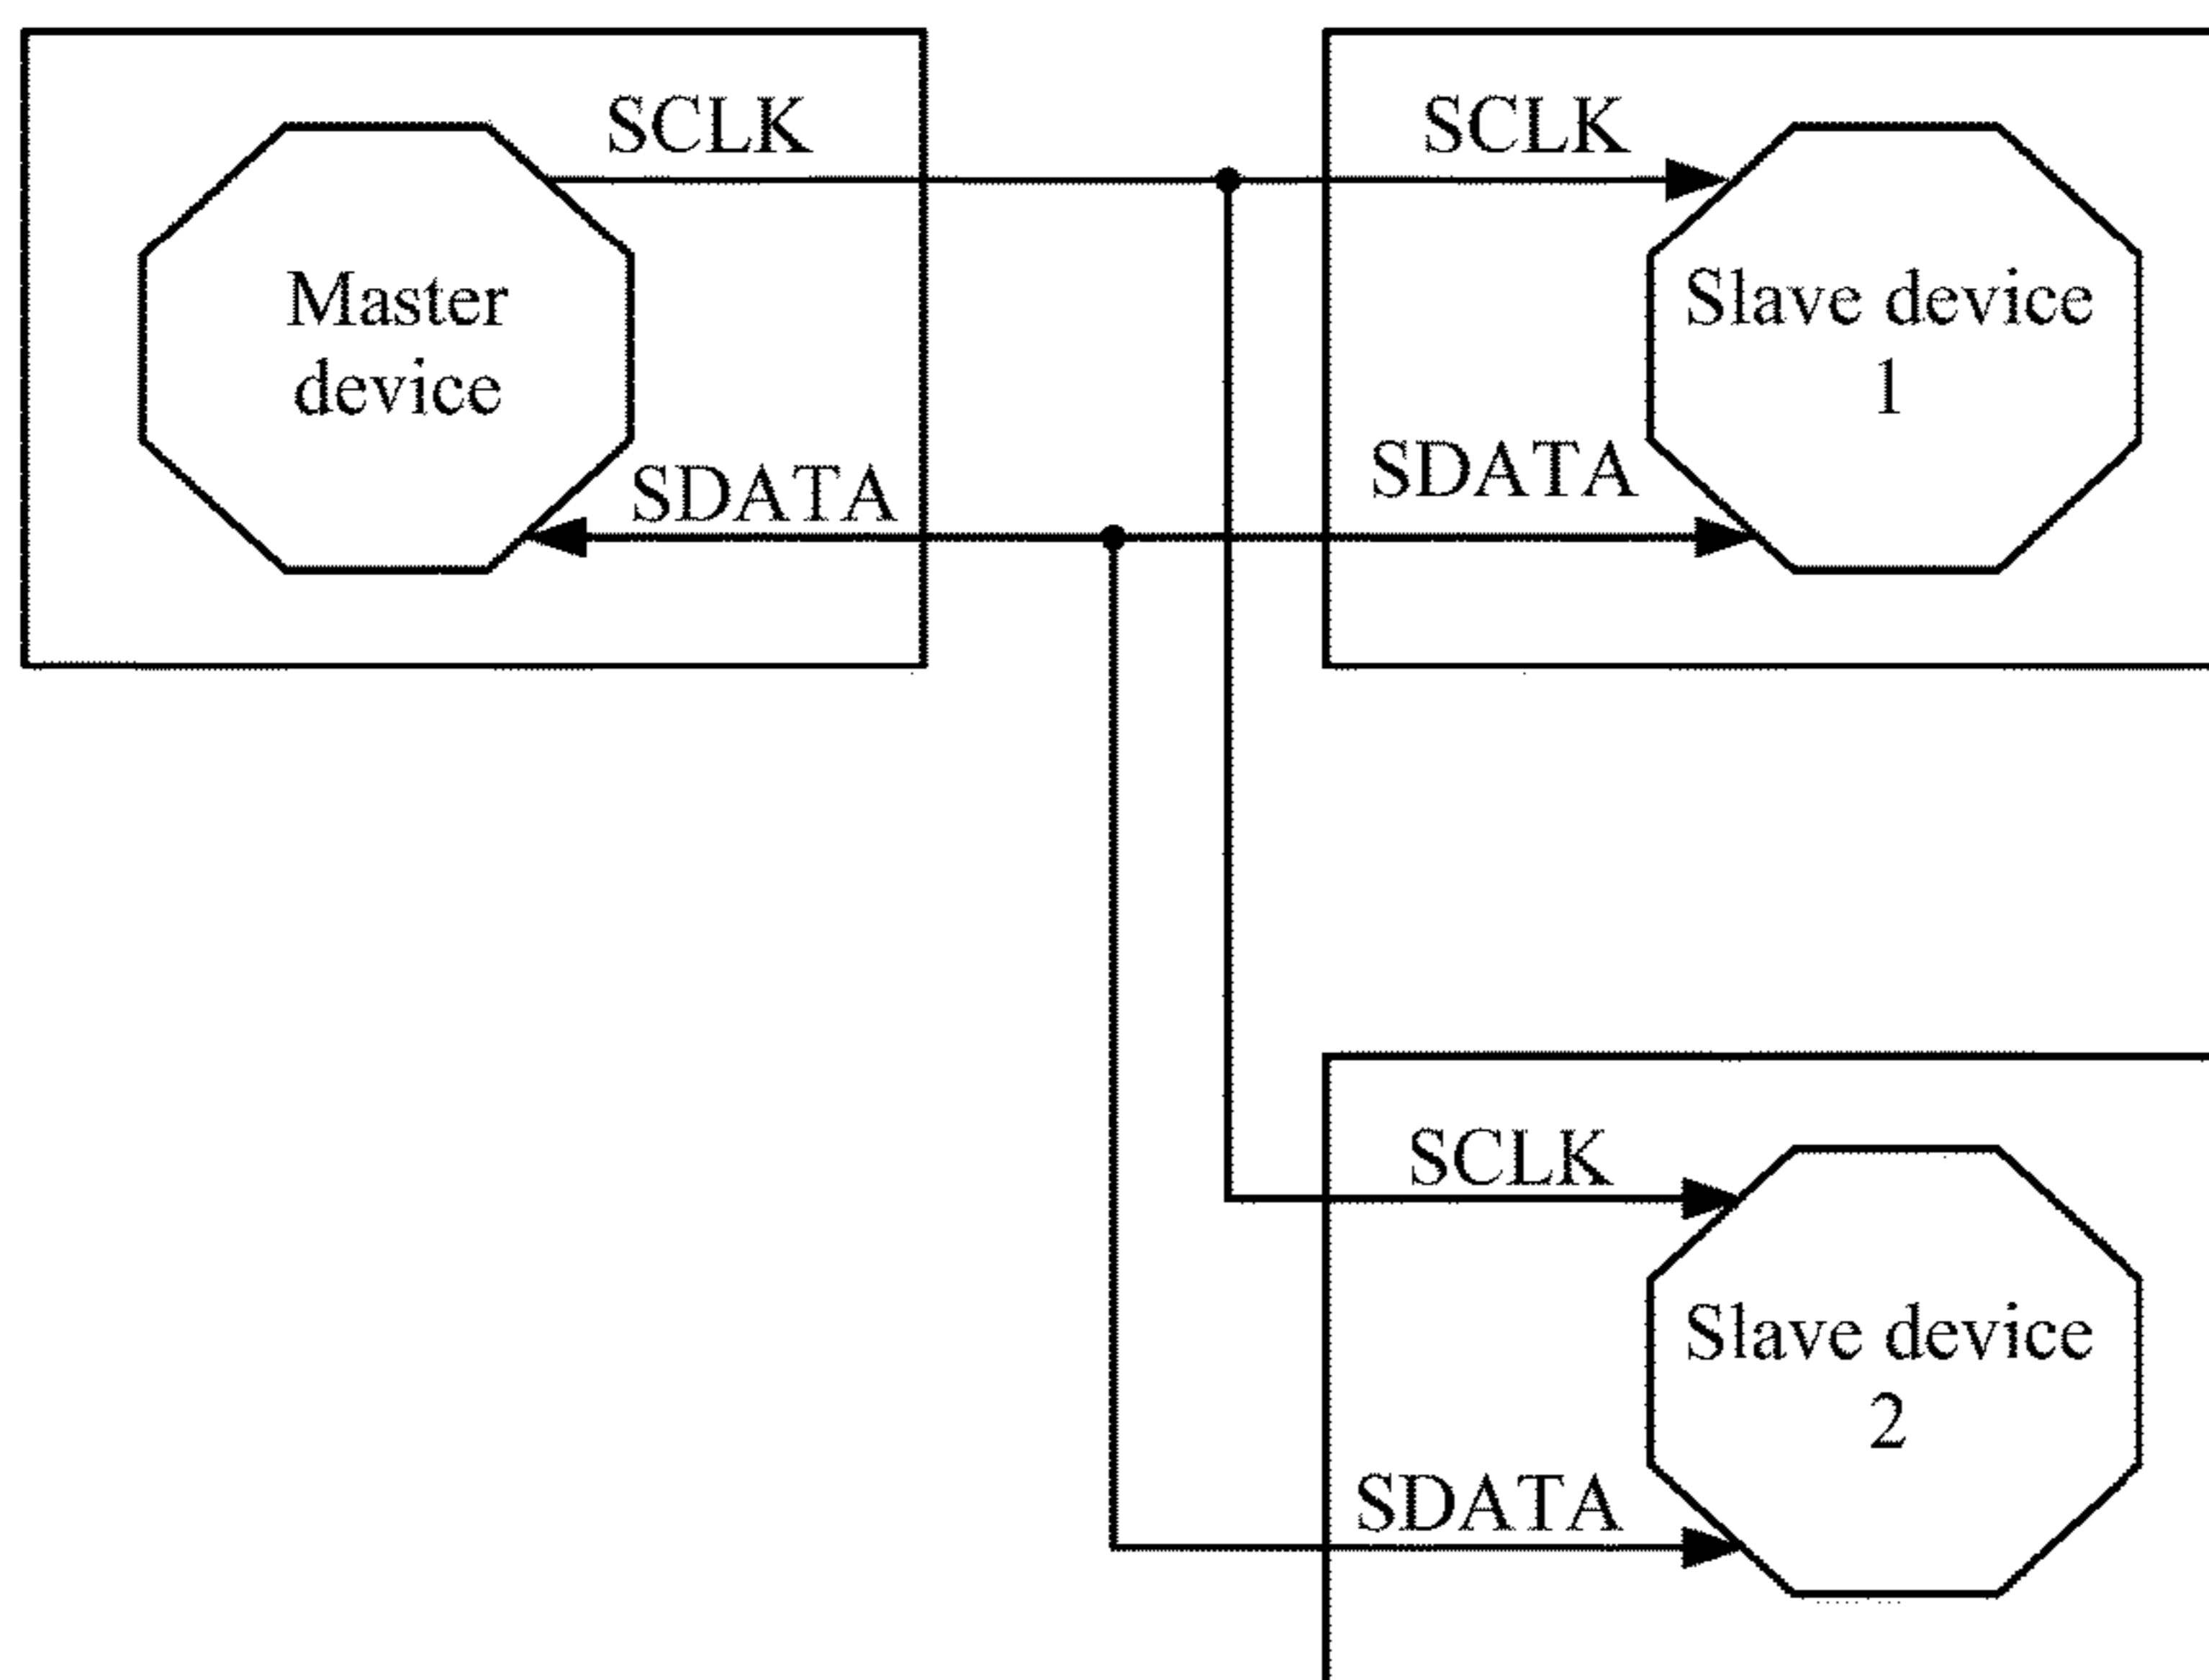 SCLK
SCLK
Master
device
Slave device
1
SDATA
SDATA
SCLK
Slave device
2
SDATA